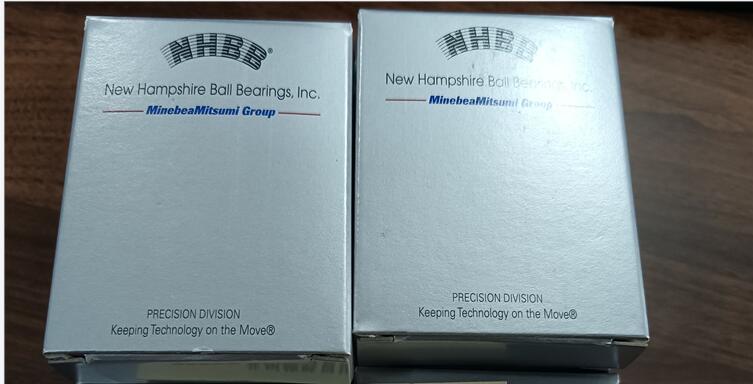 NHBB®
New Hampshire Ball Bearings, Inc.
MinebeaMitsumi Group
PRECISION DIVISION
Keeping Technology on the Move®
NHBB
New Hampshire Ball Bearings, Inc.
MinebeaMitsumi Group
PRECISION DIVISION
Keeping Technology on the Move®